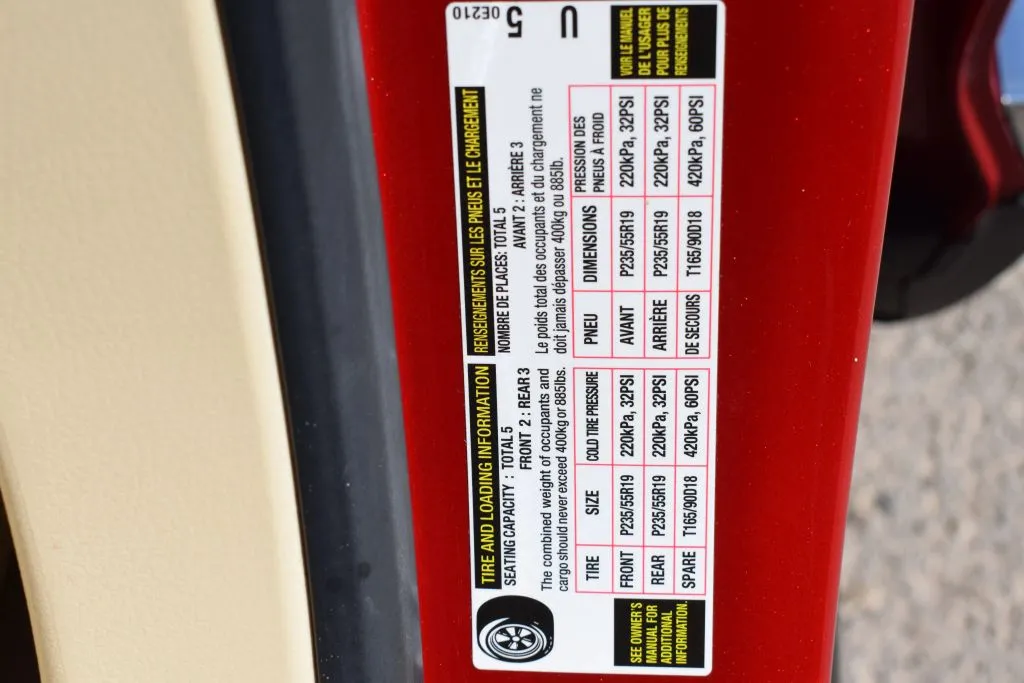 TIRE AND LOADING INFORMATION
SEATING CAPACITY : TOTAL 5
FRONT 2 : REAR 3
The combined weight of occupants and
cargo should never exceed 400kg or 885lbs.
TIRE SIZE COLD TIRE PRESSURE
FRONT P235/55R19 220kPa, 32PSI
REAR P235/55R19 220kPa, 32PSI
SPARE T165/90D18 420kPa, 60PSI
SEE OWNER'S
MANUAL FOR
ADDITIONAL
INFORMATION.
RENSEIGNEMENTS SUR LES PNEUS ET LE CHARGEMENT
NOMBRE DE PLACES: TOTAL 5
AVANT 2 : ARRIÈRE 3
Le poids total des occupants et du chargement ne
doit jamais dépasser 400kg ou 885lb.
PNEU DIMENSIONS PRESSION DES
PNEUS À FROID
AVANT P235/55R19 220kPa, 32PSI
ARRIÈRE P235/55R19 220kPa, 32PSI
DE SECOURS T165/90D18 420kPa, 60PSI
VOIR LE MANUEL
DE L'USAGER
POUR PLUS DE
RENSEIGNEMENTS
0E210
5
U